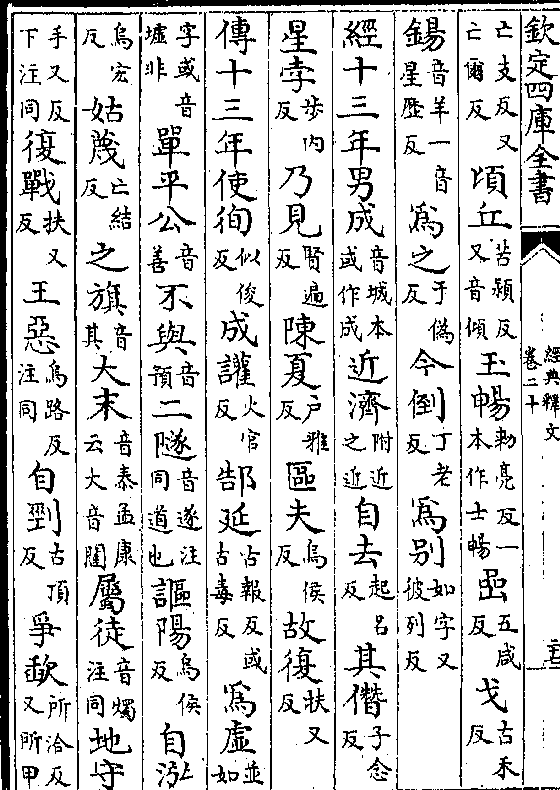 欽定四庫全書
經典釋文
卷二十
亡支反又亡爾反頃丘苦穎反又音傾王暢勅亮反一本作士暢嵒五咸反戈古禾反
鍚音羊一音星歷反為之于偽反今倒丁老反為別如字又彼列反
經十三年男成音城本或作成近濟附近之近自去起呂反其僭子念反
星孛步內反乃見賢遍反陳夏戶雅反區夫烏侯反故復扶又反
傳十三年使徇似俊反成讙火官反郜延古報反或古毒反為虛並如
字或音墟非單平公音善不與音預二隧音遂注同道也謳陽烏侯反自泓
烏宏反姑蔑亡結反之旗音其大末音泰孟康云大音闥屬徒音燭注同地守
手又反下注同復戰扶又反王惡烏路反注同自剄古頂反爭歃所洽反又所甲